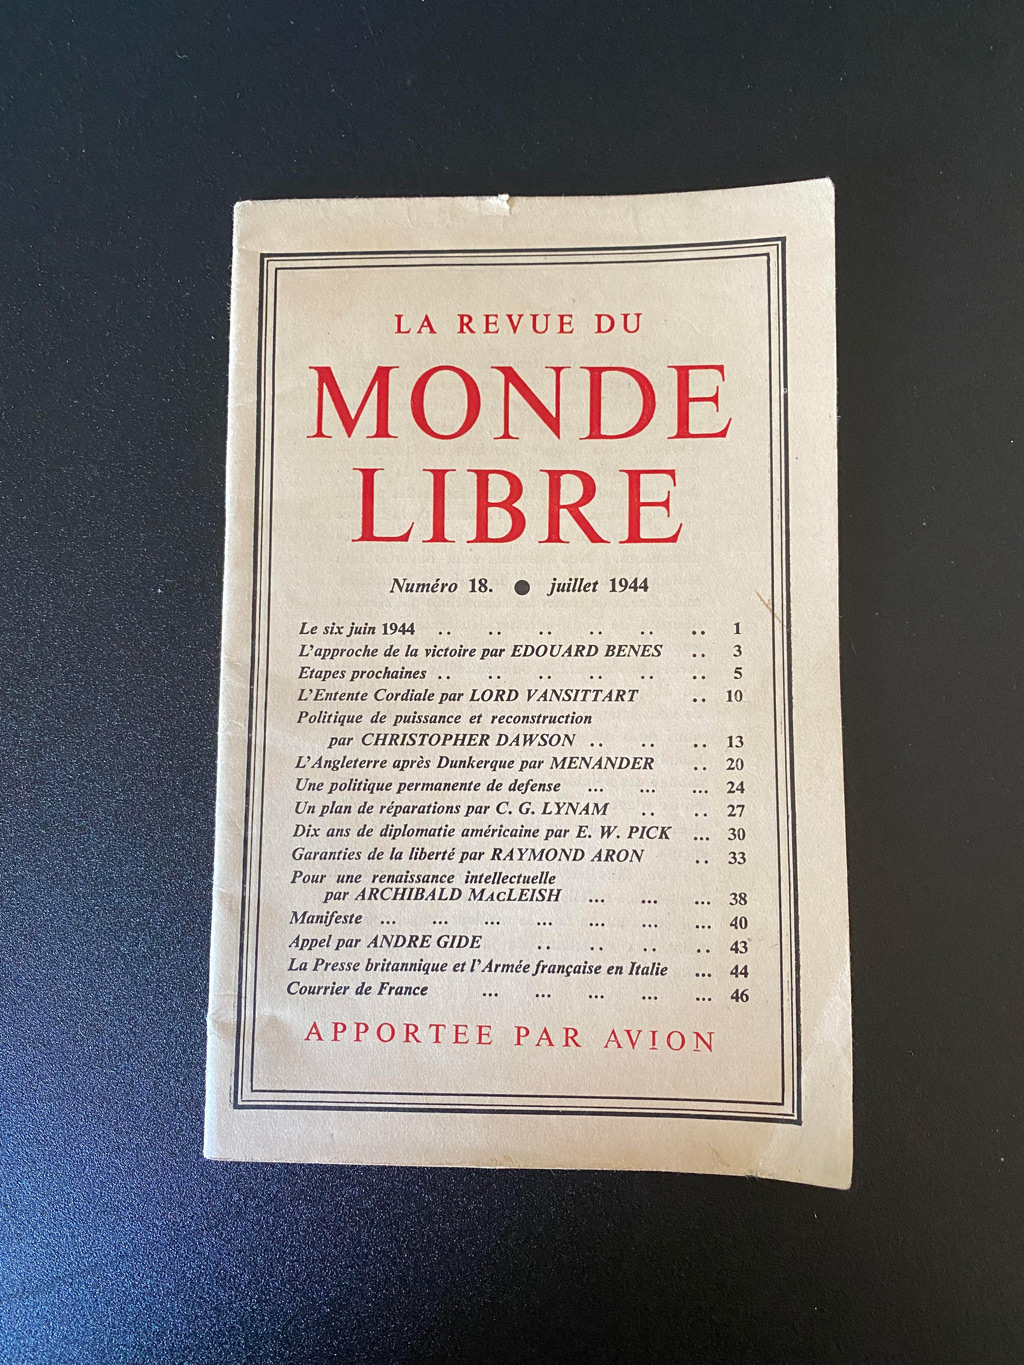 LA REVUE DU
MONDE
LIBRE
Numéro 18. ● juillet 1944
Le six juin 1944 .. .. .. .. .. .. 1
L'approche de la victoire par EDOUARD BENES .. 3
Etapes prochaines .. .. .. .. .. .. 5
L'Entente Cordiale par LORD VANSITTART .. 10
Politique de puissance et reconstruction
par CHRISTOPHER DAWSON .. .. .. 13
L'Angleterre après Dunkerque par MENANDER .. 20
Une politique permanente de defense ... ... ... 24
Un plan de réparations par C. G. LYNAM .. .. 27
Dix ans de diplomatie américaine par E. W. PICK ... 30
Garanties de la liberté par RAYMOND ARON .. 33
Pour une renaissance intellectuelle
par ARCHIBALD MACLEISH ... ... ... 38
Manifeste ... ... ... ... ... ... ... 40
Appel par ANDRE GIDE .. .. .. .. 43
La Presse britannique et l'Armée française en Italie ... 44
Courrier de France ... ... ... ... ... 46
APPORTEE PAR AVION